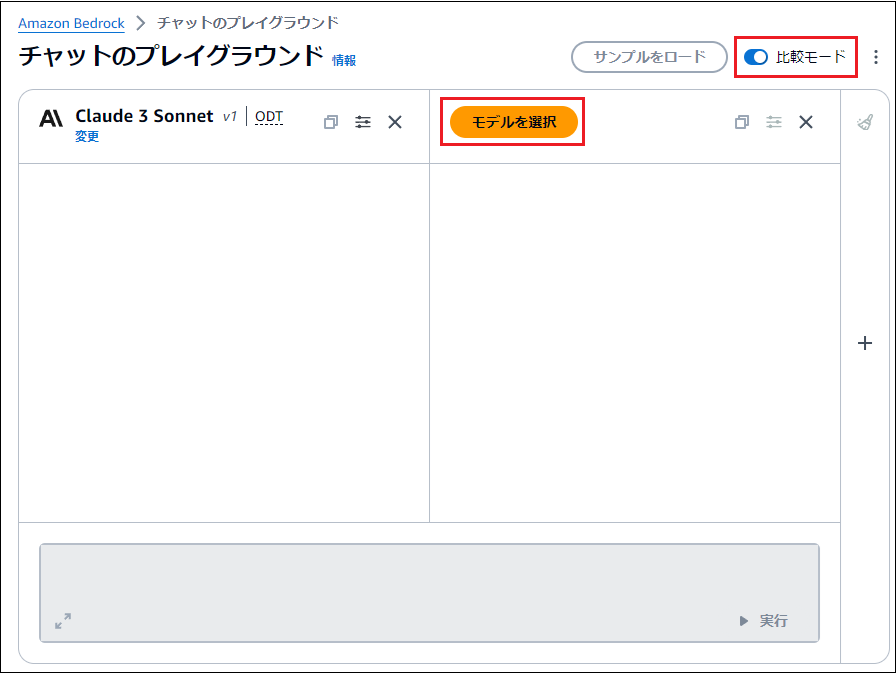 Amazon Bedrock > チャットのプレイグラウンド
チャットのプレイグラウンド 情報
サンプルをロード
比較モード
Claude 3 Sonnet v1 | ODT
変更
モデルを選択
実行